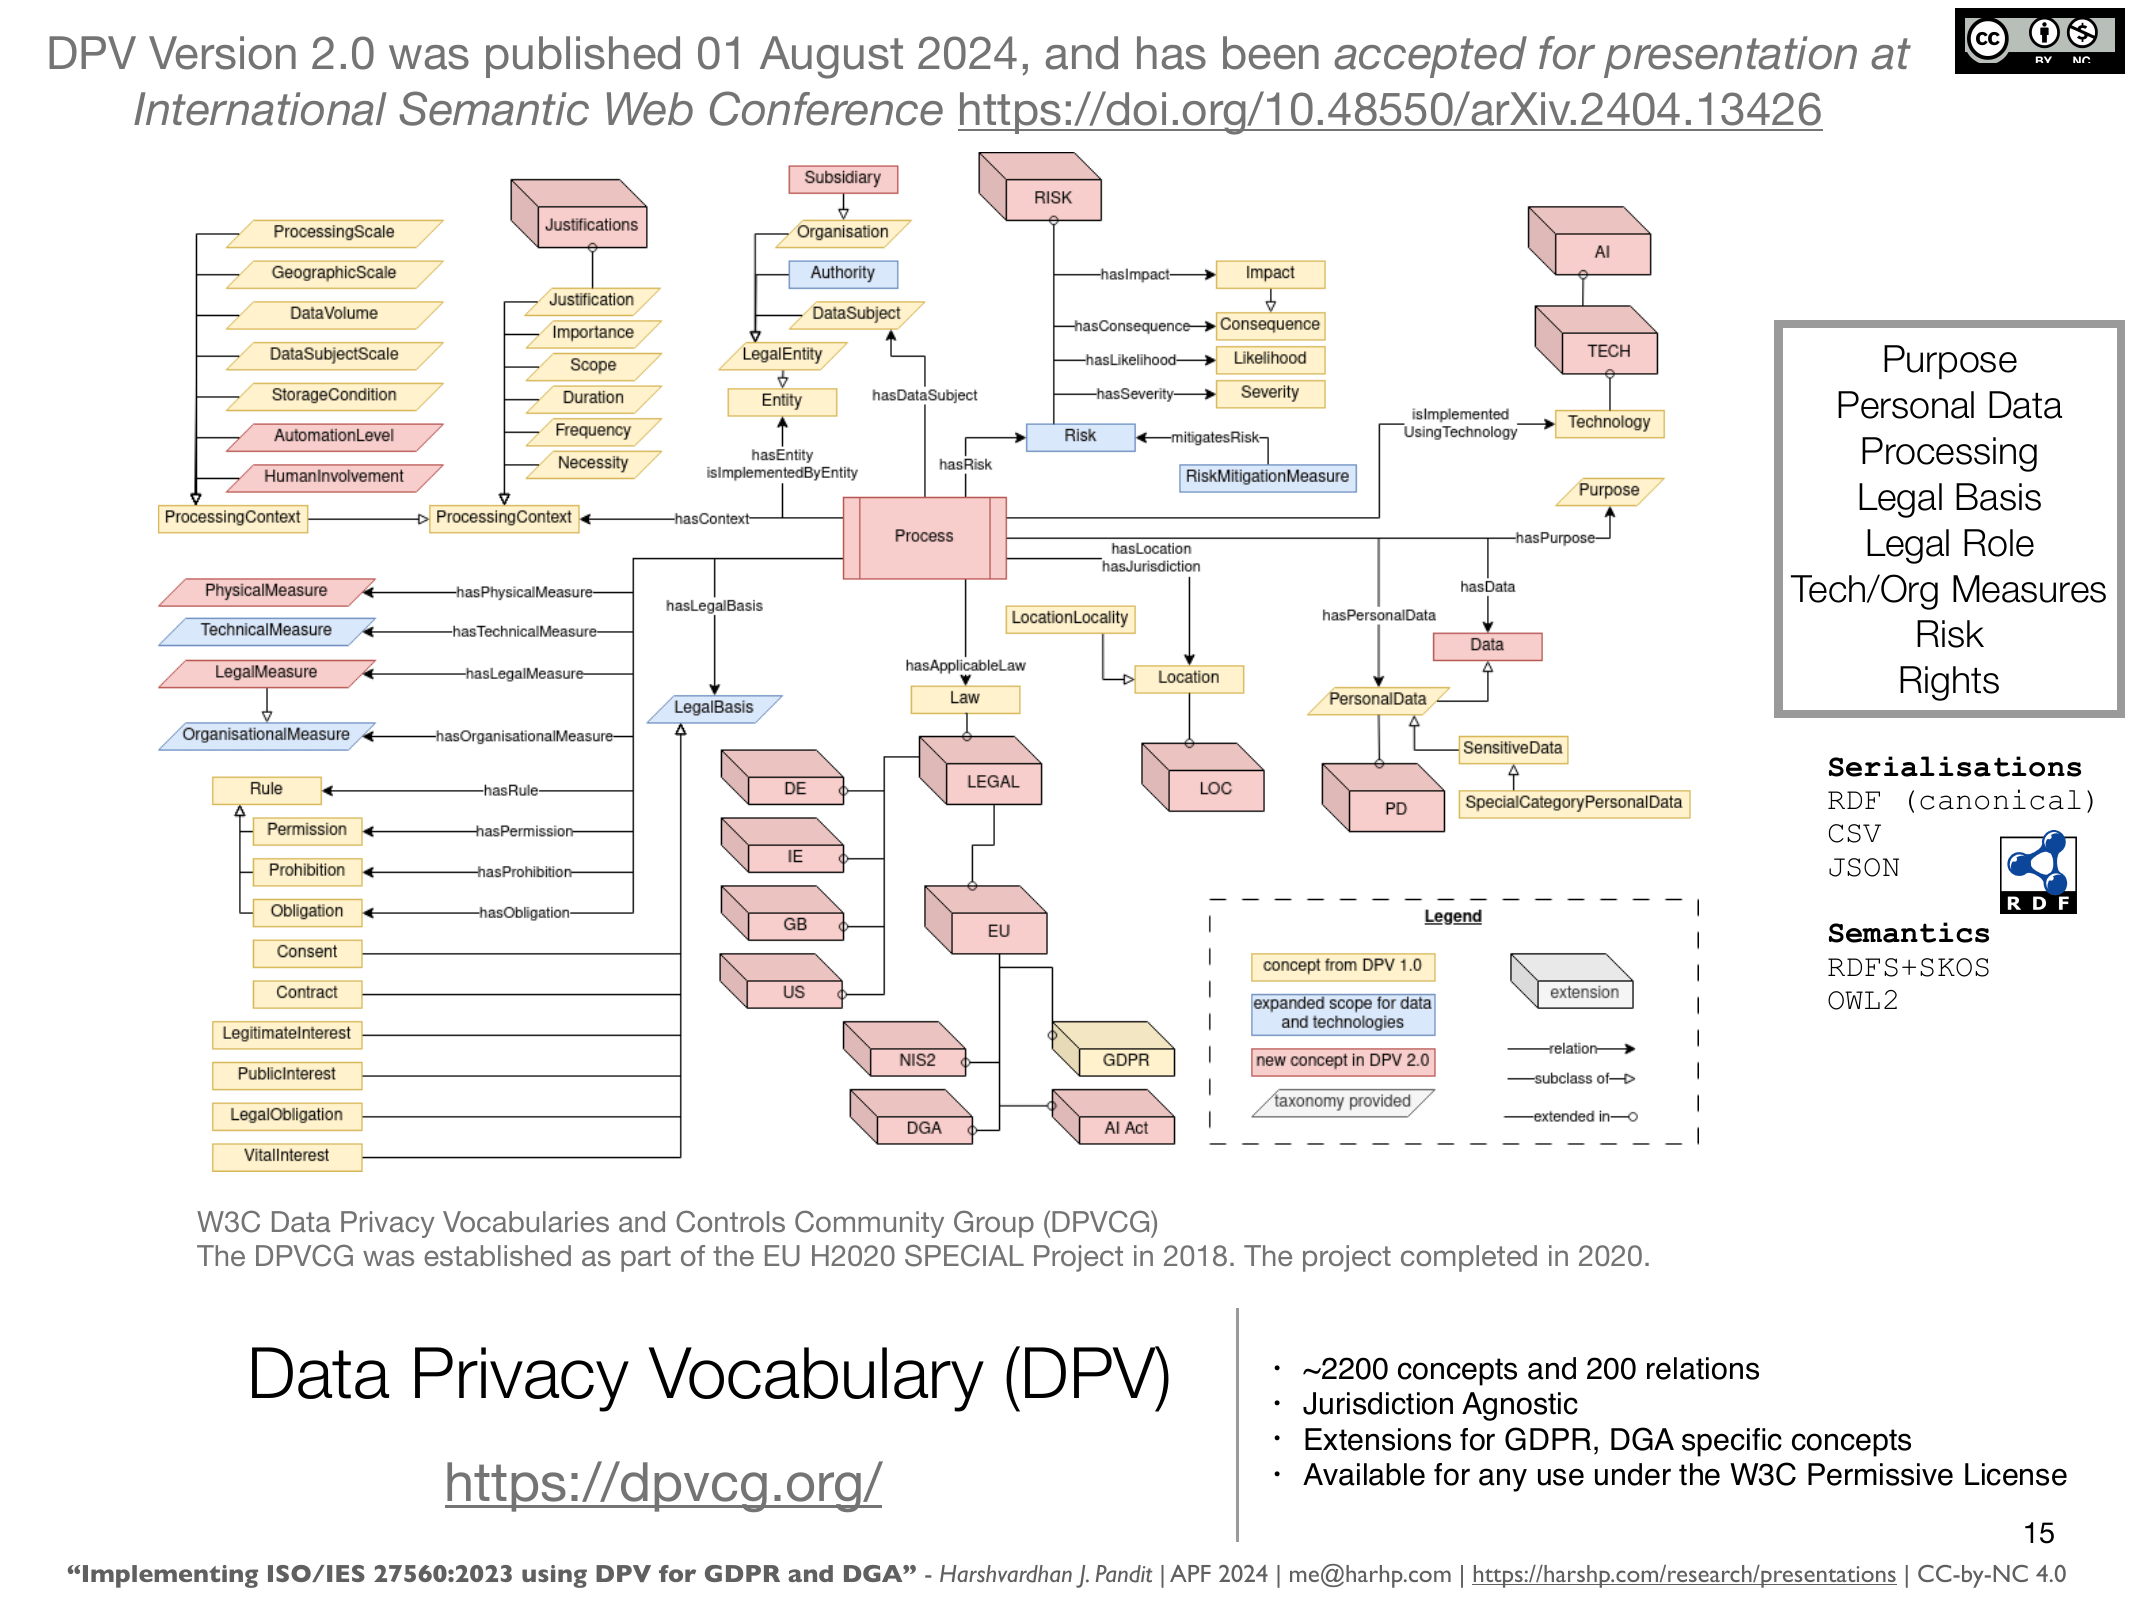 DPV Version 2.0 was published 01 August 2024, and has been accepted for presentation at
International Semantic Web Conference https://doi.org/10.48550/arXiv.2404.13426
CC BY NC
Subsidiary
Organisation
Authority
DataSubject
LegalEntity
Entity
hasEntity
isImplementedByEntity
hasDataSubject
ProcessingScale
GeographicScale
DataVolume
DataSubjectScale
StorageCondition
AutomationLevel
HumanInvolvement
ProcessingContext
Justifications
Justification
Importance
Scope
Duration
Frequency
Necessity
ProcessingContext
hasContext
RISK
hasImpact
Impact
hasConsequence
Consequence
hasLikelihood
Likelihood
hasSeverity
Severity
hasRisk
Risk
mitigatesRisk
RiskMitigationMeasure
AI
TECH
isImplemented
UsingTechnology
Technology
Purpose
hasPurpose
Process
PhysicalMeasure
hasPhysicalMeasure
TechnicalMeasure
hasTechnicalMeasure
LegalMeasure
hasLegalMeasure
OrganisationalMeasure
hasOrganisationalMeasure
Rule
hasRule
Permission
hasPermission
Prohibition
hasProhibition
Obligation
hasObligation
Consent
Contract
LegitimateInterest
PublicInterest
LegalObligation
VitalInterest
hasLegalBasis
LegalBasis
hasApplicableLaw
Law
LEGAL
DE
IE
GB
US
EU
NIS2
GDPR
DGA
AI Act
hasLocation
hasJurisdiction
LocationLocality
Location
LOC
hasPersonalData
hasData
Data
PersonalData
SensitiveData
SpecialCategoryPersonalData
PD
Legend
concept from DPV 1.0
expanded scope for data
and technologies
new concept in DPV 2.0
taxonomy provided
extension
relation
subclass of
extended in
Purpose
Personal Data
Processing
Legal Basis
Legal Role
Tech/Org Measures
Risk
Rights
Serialisations
RDF (canonical)
CSV
JSON
RDF
Semantics
RDFS+SKOS
OWL2
W3C Data Privacy Vocabularies and Controls Community Group (DPVCG)
The DPVCG was established as part of the EU H2020 SPECIAL Project in 2018. The project completed in 2020.
Data Privacy Vocabulary (DPV)
https://dpvcg.org/
• ~2200 concepts and 200 relations
• Jurisdiction Agnostic
• Extensions for GDPR, DGA specific concepts
• Available for any use under the W3C Permissive License
15
“Implementing ISO/IES 27560:2023 using DPV for GDPR and DGA” - Harshvardhan J. Pandit | APF 2024 | me@harhp.com | https://harshp.com/research/presentations | CC-by-NC 4.0